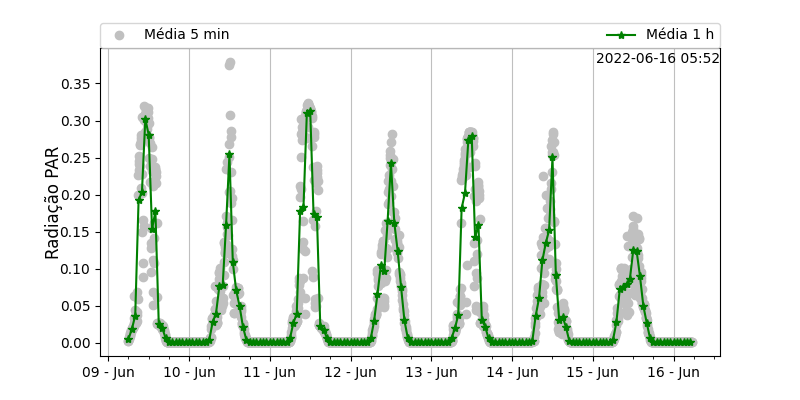 Média 5 min
Média 1 h
2022-06-16 05:52
Radiação PAR
0.35
0.30
0.25
0.20
0.15
0.10
0.05
0.00
09 - Jun
10 - Jun
11 - Jun
12 - Jun
13 - Jun
14 - Jun
15 - Jun
16 - Jun